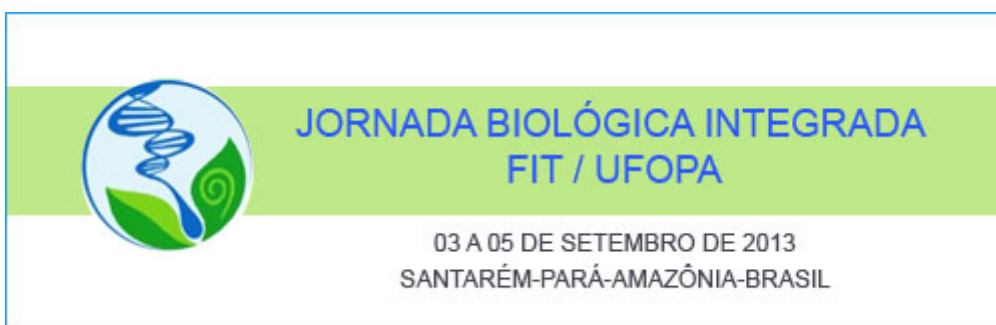 JORNADA BIOLÓGICA INTEGRADA
FIT / UFOPA
03 A 05 DE SETEMBRO DE 2013
SANTARÉM-PARÁ-AMAZÔNIA-BRASIL